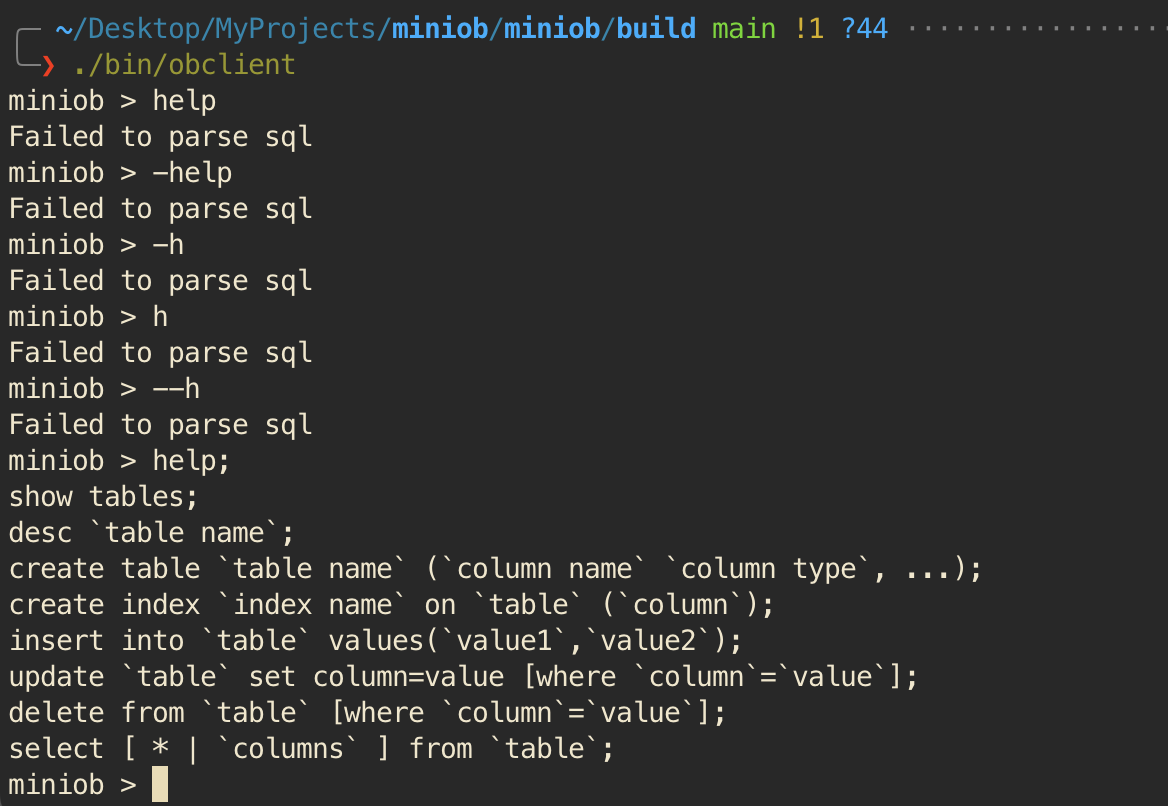 ~/Desktop/MyProjects/miniob/miniob/build main !1 ?44 ················
❯ ./bin/obclient
miniob > help
Failed to parse sql
miniob > -help
Failed to parse sql
miniob > -h
Failed to parse sql
miniob > h
Failed to parse sql
miniob > --h
Failed to parse sql
miniob > help;
show tables;
desc `table name`;
create table `table name` (`column name` `column type`, ...);
create index `index name` on `table` (`column`);
insert into `table` values(`value1`,`value2`);
update `table` set column=value [where `column`=`value`];
delete from `table` [where `column`=`value`];
select [ * | `columns` ] from `table`;
miniob >